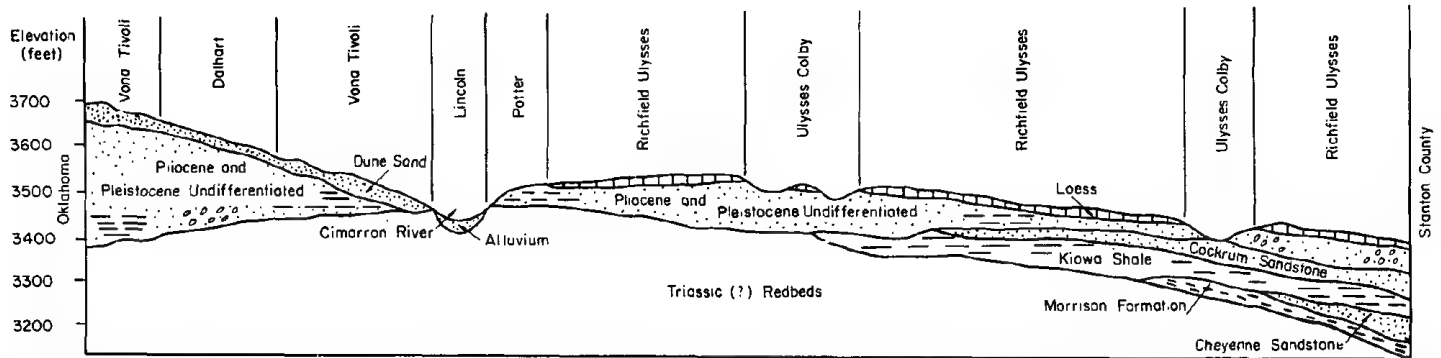 Elevation
(feet)
3700
3600
3500
3400
3300
3200
Oklahoma
Vona Tivoli
Dalhart
Vona Tivoli
Lincoln
Potter
Richfield Ulysses
Ulysses Colby
Richfield Ulysses
Ulysses Colby
Richfield Ulysses
Stanton County
Pliocene and
Pleistocene Undifferentiated
Dune Sand
Cimarron River
Alluvium
Pliocene and
Pleistocene Undifferentiated
Loess
Cockrum Sandstone
Kiowa Shale
Triassic (?) Redbeds
Morrison Formation
Cheyenne Sandstone